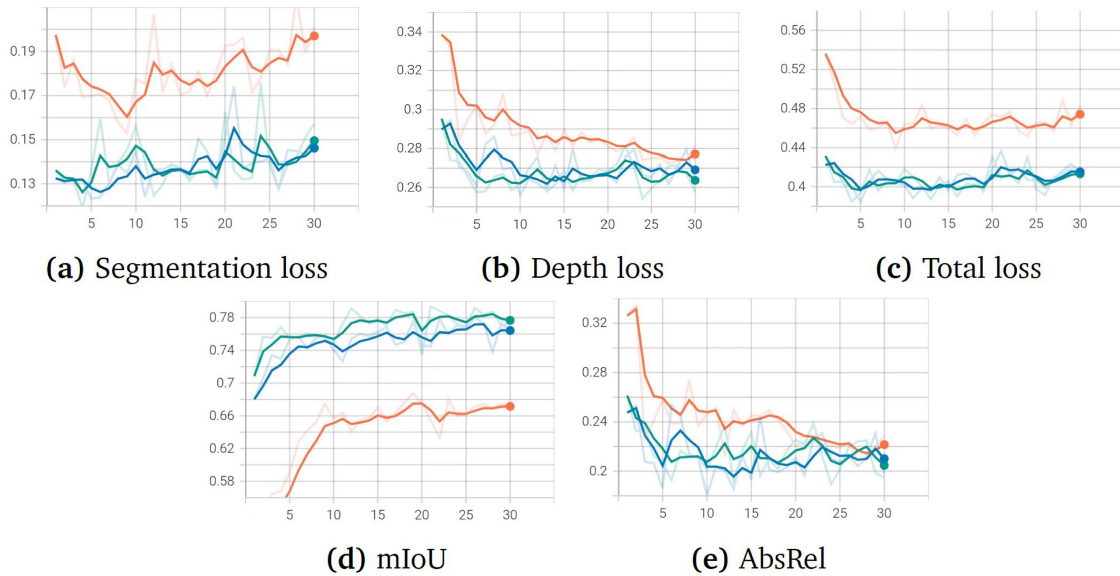 0.19
0.17
0.15
0.13
5 10 15 20 25 30
(a) Segmentation loss
0.34
0.32
0.3
0.28
0.26
5 10 15 20 25 30
(b) Depth loss
0.56
0.52
0.48
0.44
0.4
5 10 15 20 25 30
(c) Total loss
0.78
0.74
0.7
0.66
0.62
0.58
5 10 15 20 25 30
(d) mIoU
0.32
0.28
0.24
0.2
5 10 15 20 25 30
(e) AbsRel